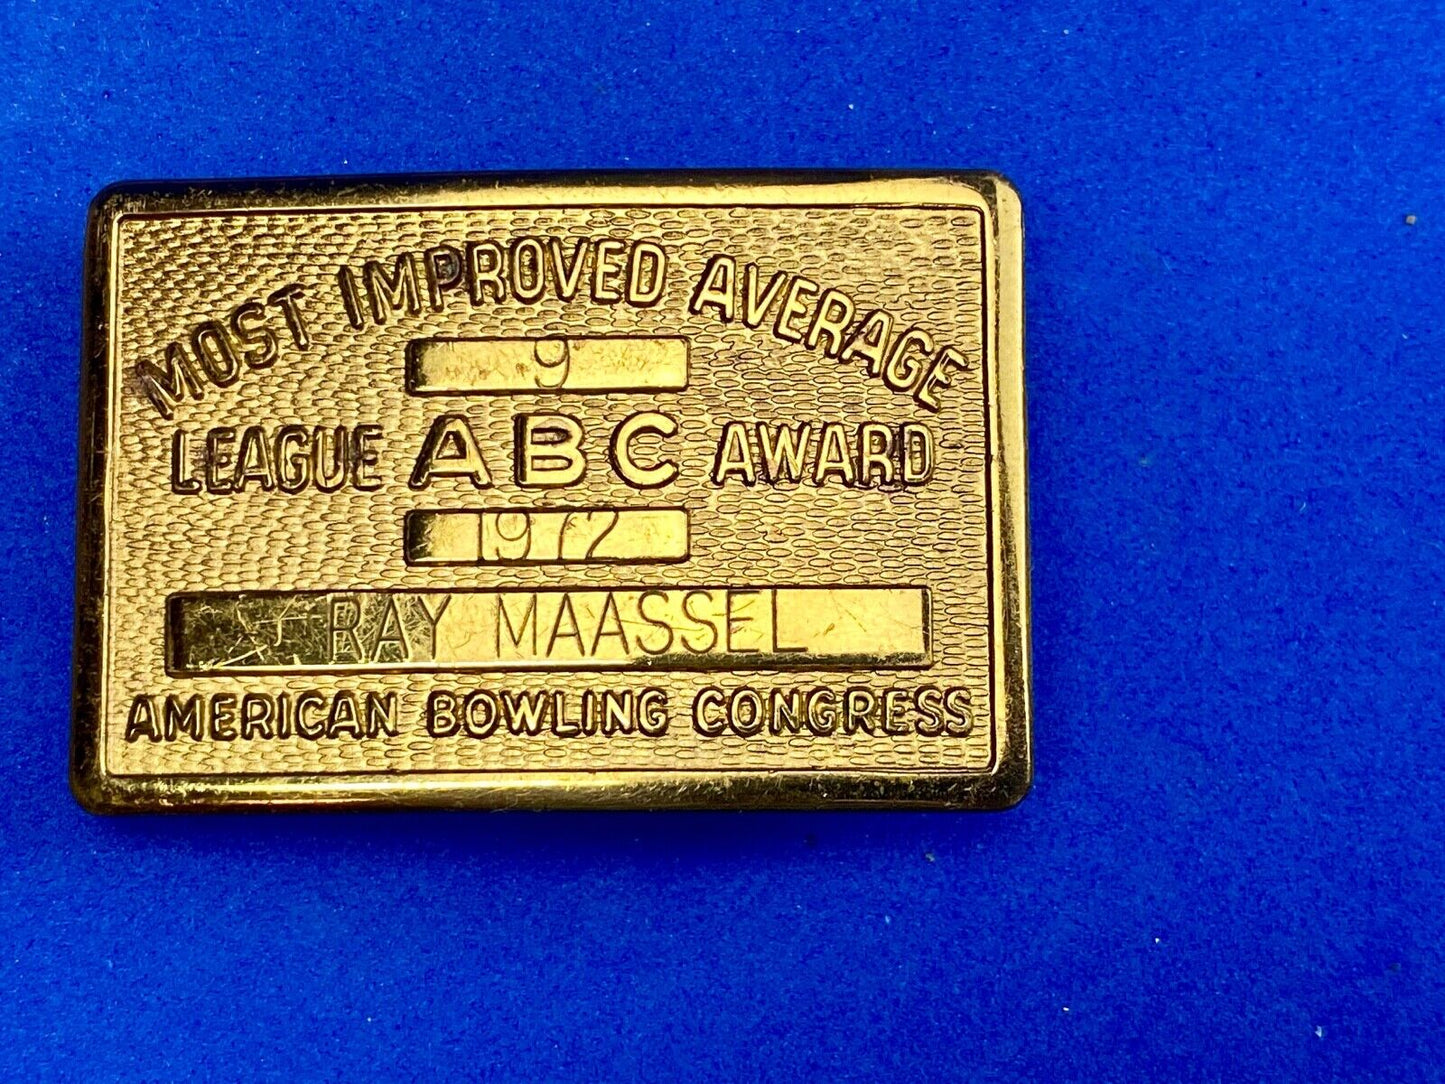 MOST IMPROVED AVERAGE
9
LEAGUE ABC AWARD
1972
RAY MAASSEL
AMERICAN BOWLING CONGRESS